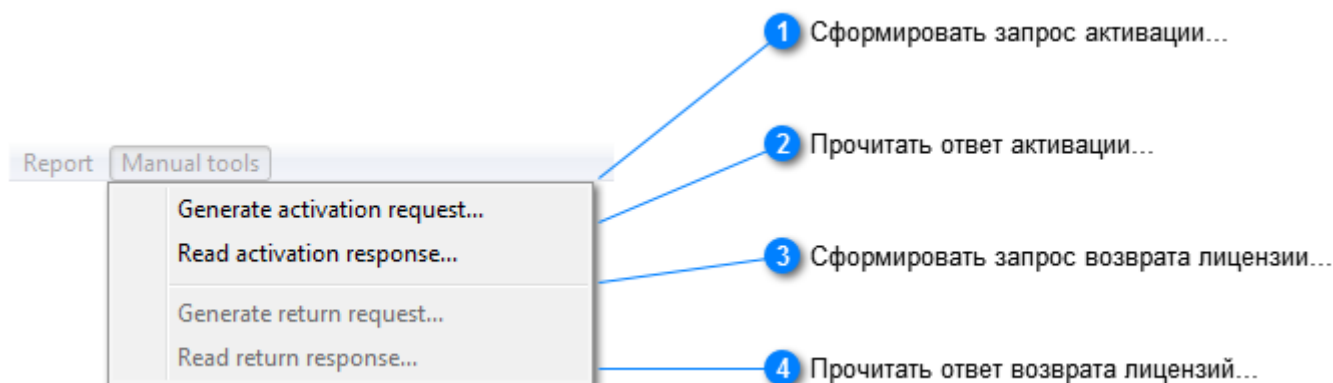 1 Сформировать запрос активации...
2 Прочитать ответ активации...
Report Manual tools
Generate activation request...
Read activation response...
3 Сформировать запрос возврата лицензии...
Generate return request...
Read return response...
4 Прочитать ответ возврата лицензий...